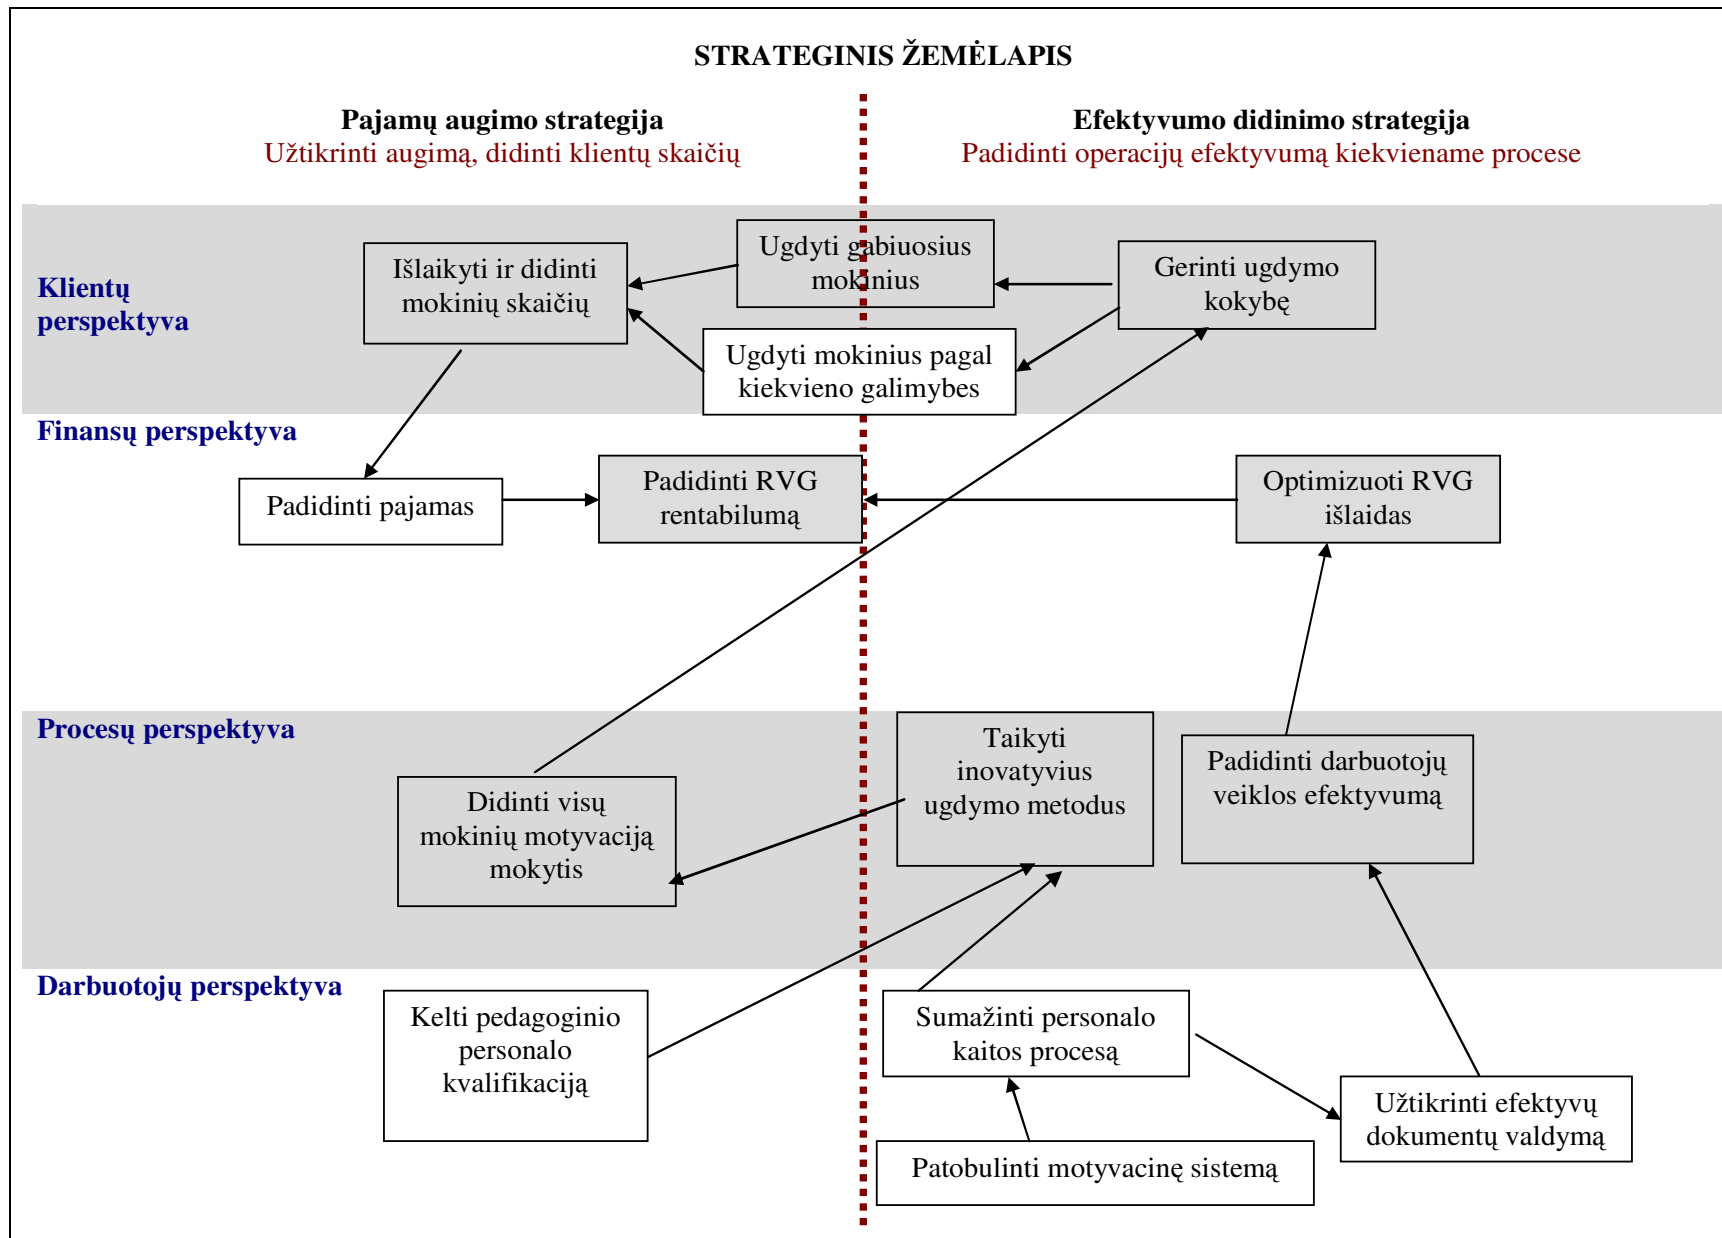 STRATEGINIS ŽEMĖLAPIS
Pajamų augimo strategija
Užtikrinti augimą, didinti klientų skaičių
Efektyvumo didinimo strategija
Padidinti operacijų efektyvumą kiekviename procese
Klientų
perspektyva
Išlaikyti ir didinti
mokinių skaičių
Ugdyti gabiuosius
mokinius
Gerinti ugdymo
kokybę
Ugdyti mokinius pagal
kiekvieno galimybes
Finansų perspektyva
Padidinti pajamas
Padidinti RVG
rentabilumą
Optimizuoti RVG
išlaidas
Procesų perspektyva
Didinti visų
mokinių motyvaciją
mokytis
Taikyti
inovatyvius
ugdymo metodus
Padidinti darbuotojų
veiklos efektyvumą
Darbuotojų perspektyva
Kelti pedagoginio
personalo
kvalifikaciją
Sumažinti personalo
kaitos procesą
Užtikrinti efektyvų
dokumentų valdymą
Patobulinti motyvacinę sistemą